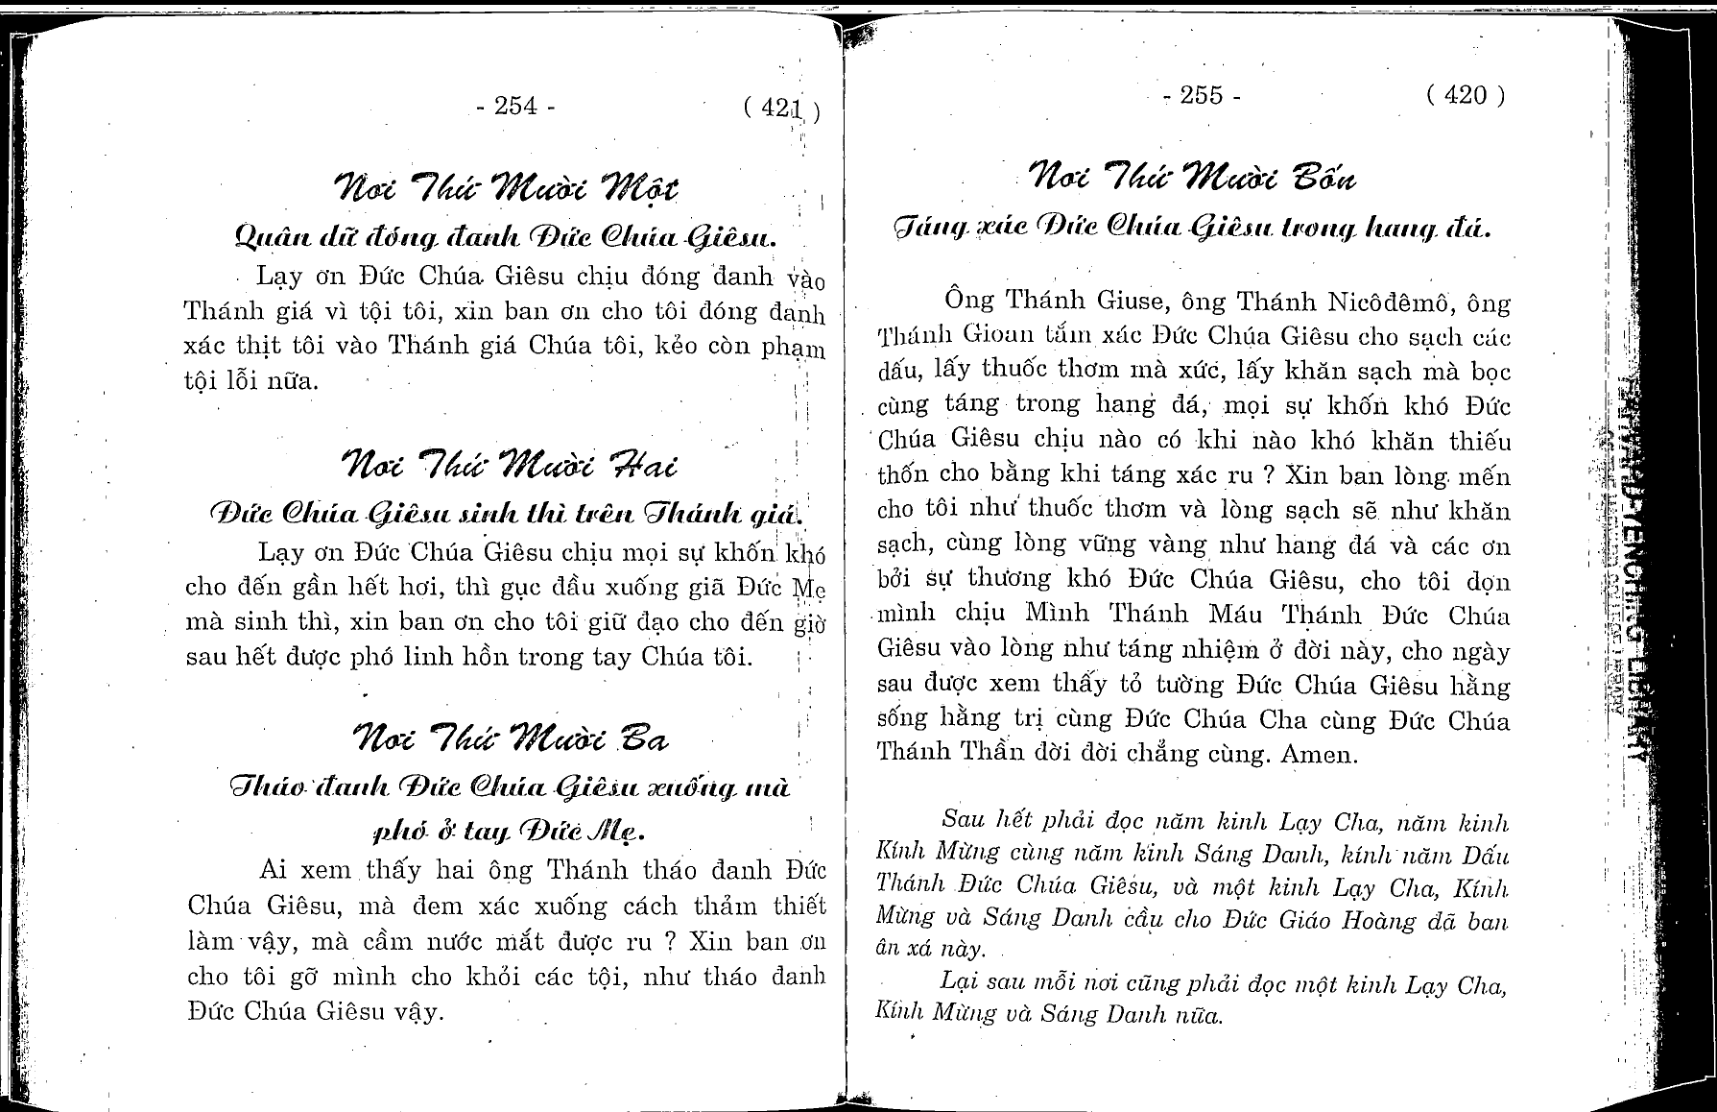 - 254 - ( 421 )
Nơi Thứ Mười Một
Quân dữ đóng đanh Đức Chúa Giêsu.
Lạy ơn Đức Chúa Giêsu chịu đóng đanh vào
Thánh giá vì tội tôi, xin ban ơn cho tôi đóng đanh
xác thịt tôi vào Thánh giá Chúa tôi, kẻo còn phạm
tội lỗi nữa.
Nơi Thứ Mười Hai
Đức Chúa Giêsu sinh thì trên Thánh giá.
Lạy ơn Đức Chúa Giêsu chịu mọi sự khốn khó
cho đến gần hết hơi, thì gục đầu xuống giã Đức Mẹ
mà sinh thì, xin ban ơn cho tôi giữ đạo cho đến giờ
sau hết được phó linh hồn trong tay Chúa tôi.
Nơi Thứ Mười Ba
Tháo đanh Đức Chúa Giêsu xuống mà
phó ở tay Đức Mẹ.
Ai xem thấy hai ông Thánh tháo đanh Đức
Chúa Giêsu, mà đem xác xuống cách thảm thiết
làm vậy, mà cầm nước mắt được ru ? Xin ban ơn
cho tôi gỡ mình cho khỏi các tội, như tháo đanh
Đức Chúa Giêsu vậy.
- 255 - ( 420 )
Nơi Thứ Mười Bốn
Táng xác Đức Chúa Giêsu trong hang đá.
Ông Thánh Giuse, ông Thánh Nicôđêmô, ông
Thánh Gioan tắm xác Đức Chúa Giêsu cho sạch các
dấu, lấy thuốc thơm mà xức, lấy khăn sạch mà bọc
cùng táng trong hang đá, mọi sự khốn khó Đức
Chúa Giêsu chịu nào có khi nào khó khăn thiếu
thốn cho bằng khi táng xác ru ? Xin ban lòng mến
cho tôi như thuốc thơm và lòng sạch sẽ như khăn
sạch, cùng lòng vững vàng như hang đá và các ơn
bởi sự thương khó Đức Chúa Giêsu, cho tôi dọn
mình chịu Mình Thánh Máu Thánh Đức Chúa
Giêsu vào lòng như táng nhiệm ở đời này, cho ngày
sau được xem thấy tỏ tường Đức Chúa Giêsu hằng
sống hằng trị cùng Đức Chúa Cha cùng Đức Chúa
Thánh Thần đời đời chẳng cùng. Amen.
Sau hết phải đọc năm kinh Lạy Cha, năm kinh
Kính Mừng cùng năm kinh Sáng Danh, kính năm Dấu
Thánh Đức Chúa Giêsu, và một kinh Lạy Cha, Kính
Mừng và Sáng Danh cầu cho Đức Giáo Hoàng đã ban
ân xá này.
Lại sau mỗi nơi cũng phải đọc một kinh Lạy Cha,
Kính Mừng và Sáng Danh nữa.
HARVARD-YENCHING LIBRARY